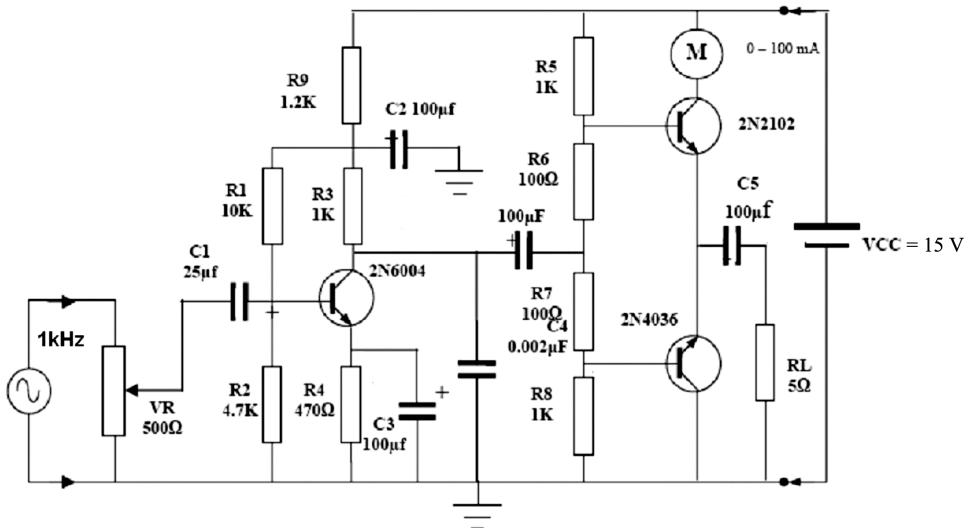 R9
1.2K
C2 100µf
+
R5
1K
M
0 – 100 mA
2N2102
R1
10K
R3
1K
R6
100Ω
100µF
+
C5
100µf
VCC = 15 V
C1
25µf
+
2N6004
1kHz
R7
100Ω
C4
0.002µF
2N4036
VR
500Ω
R2
4.7K
R4
470Ω
+
C3
100µf
R8
1K
RL
5Ω